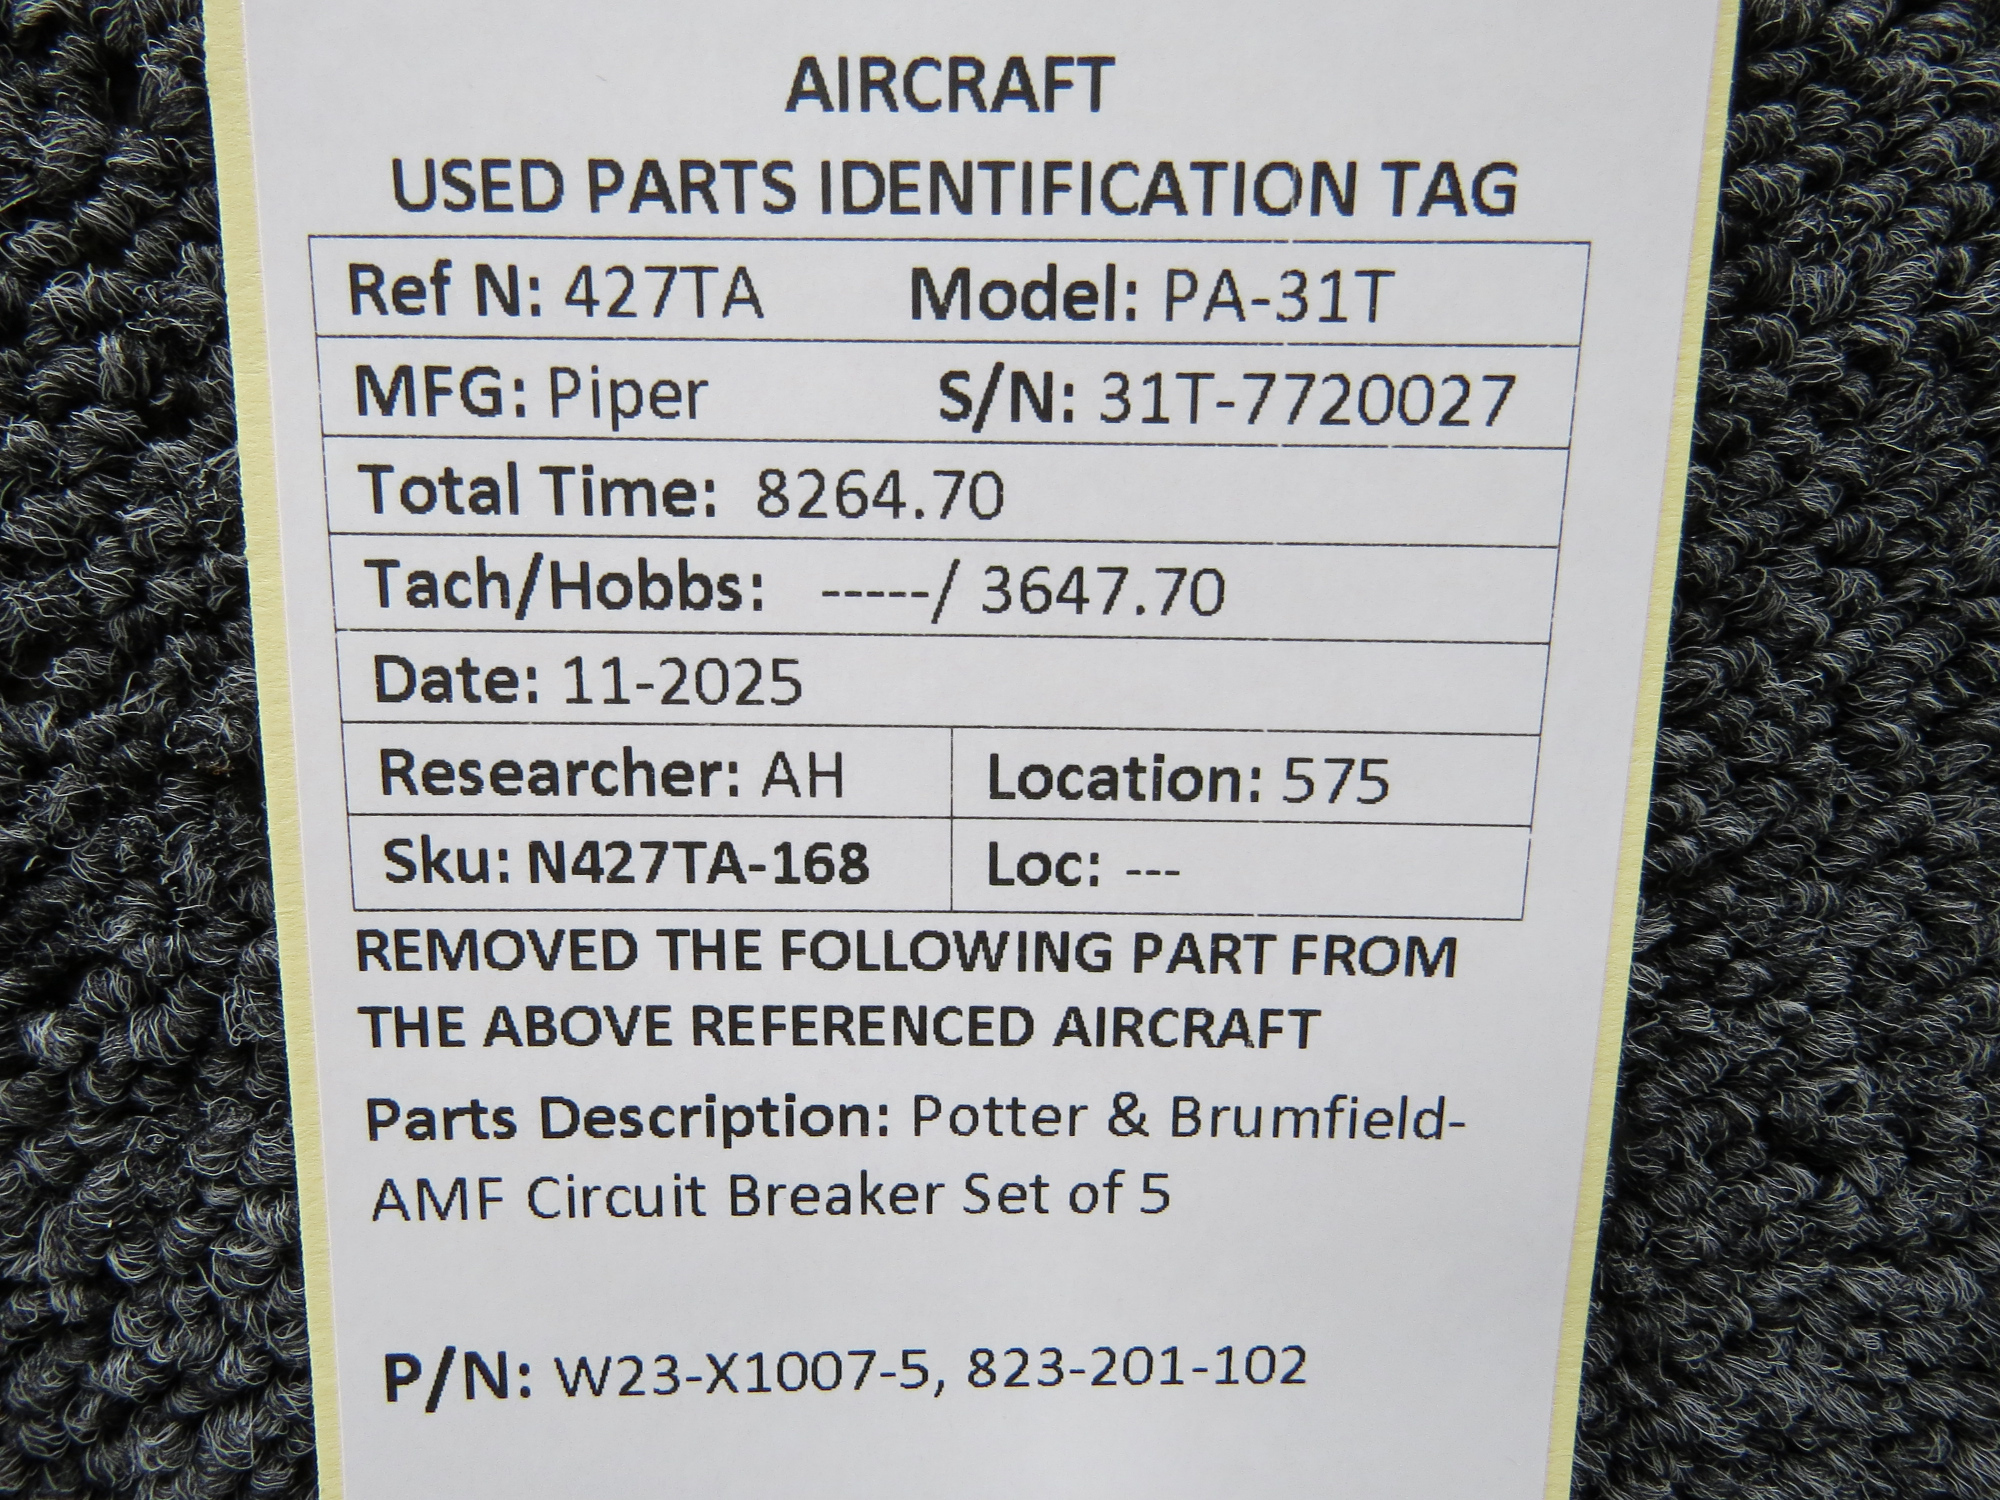 AIRCRAFT
USED PARTS IDENTIFICATION TAG
Ref N: 427TA Model: PA-31T
MFG: Piper S/N: 31T-7720027
Total Time: 8264.70
Tach/Hobbs: -----/ 3647.70
Date: 11-2025
Researcher: AH Location: 575
Sku: N427TA-168 Loc: ---
REMOVED THE FOLLOWING PART FROM
THE ABOVE REFERENCED AIRCRAFT
Parts Description: Potter & Brumfield-
AMF Circuit Breaker Set of 5
P/N: W23-X1007-5, 823-201-102